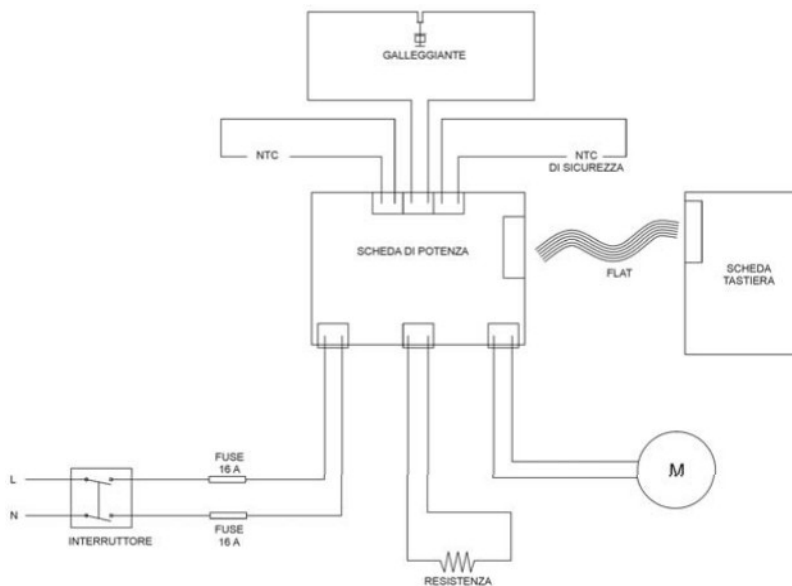 GALLEGGIANTE
NTC
NTC
DI SICUREZZA
SCHEDA DI POTENZA
FLAT
SCHEDA
TASTIERA
FUSE
16 A
L
M
N
INTERRUTTORE
FUSE
16 A
RESISTENZA